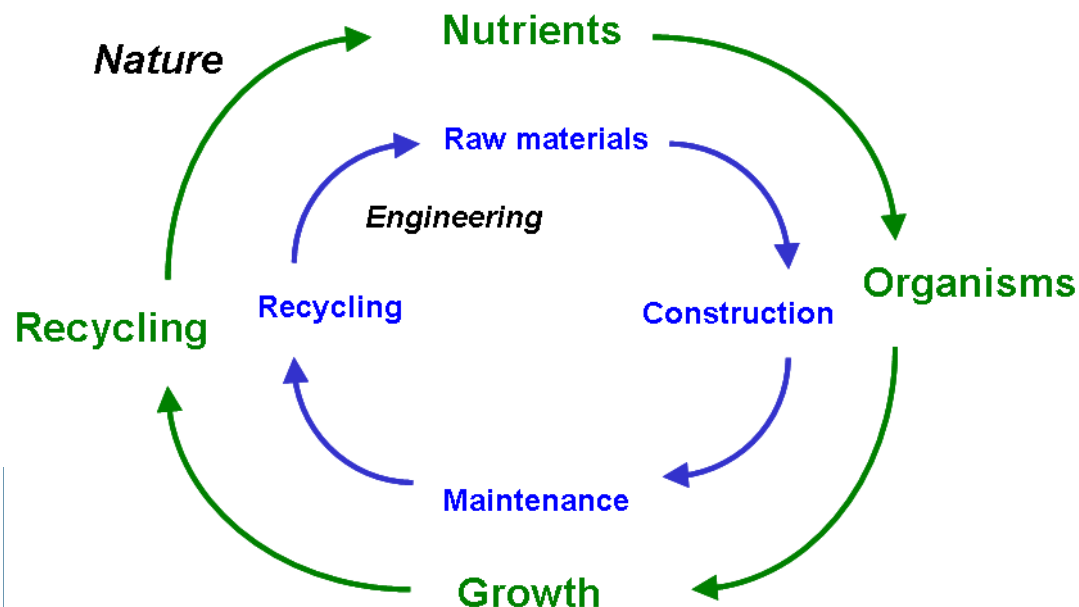 Nutrients
Nature
Raw materials
Engineering
Organisms
Recycling
Construction
Recycling
Maintenance
Growth